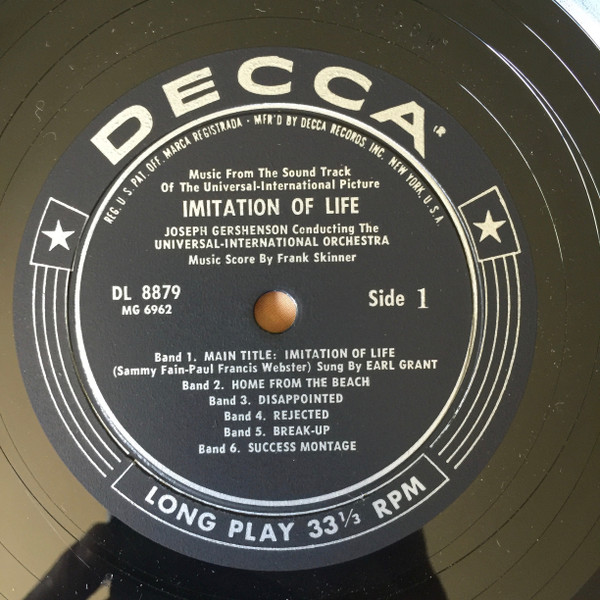 DECCA®
REG. U.S. PAT. OFF. MARCA REGISTRADA · MFR'D BY DECCA RECORDS, INC. NEW YORK, U.S.A.
Music From The Sound Track
Of The Universal-International Picture
IMITATION OF LIFE
JOSEPH GERSHENSON Conducting The
UNIVERSAL-INTERNATIONAL ORCHESTRA
Music Score By Frank Skinner
DL 8879
MG 6962
Side 1
Band 1. MAIN TITLE: IMITATION OF LIFE
(Sammy Fain-Paul Francis Webster) Sung By EARL GRANT
Band 2. HOME FROM THE BEACH
Band 3. DISAPPOINTED
Band 4. REJECTED
Band 5. BREAK-UP
Band 6. SUCCESS MONTAGE
LONG PLAY 33⅓ RPM